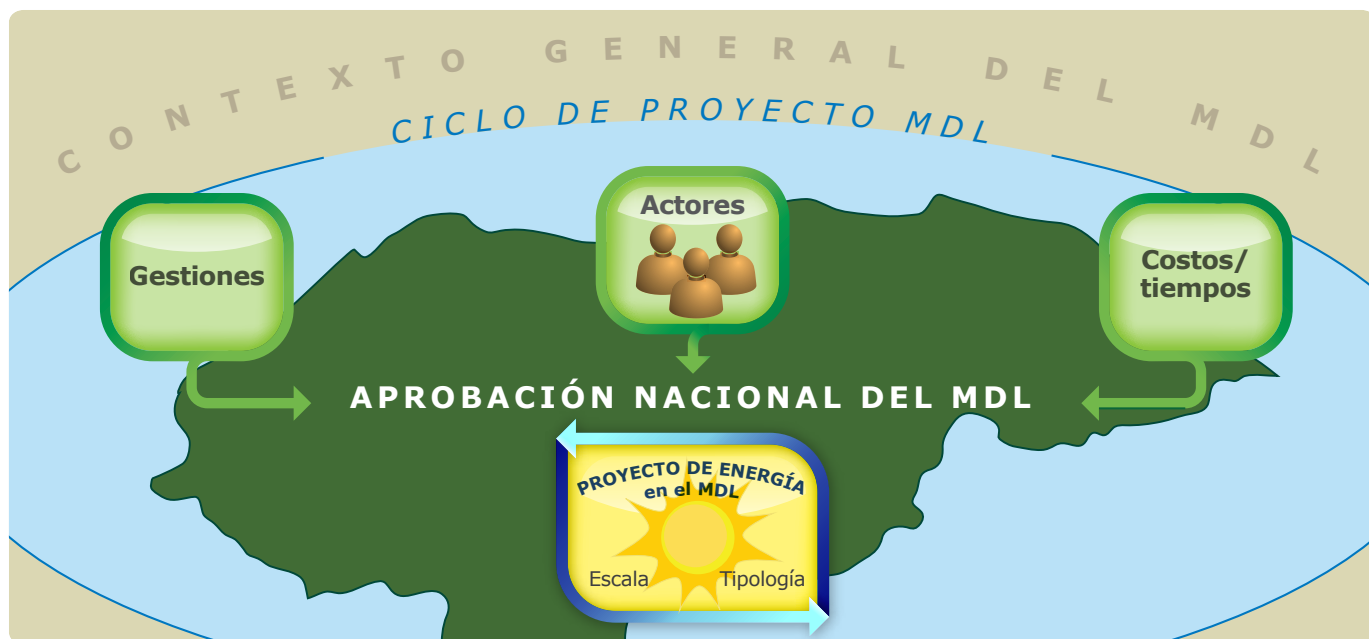 CONTEXTO GENERAL DEL MDL
CICLO DE PROYECTO MDL
Gestiones
Actores
Costos/
tiempos
APROBACIÓN NACIONAL DEL MDL
PROYECTO DE ENERGÍA
en el MDL
Escala
Tipología